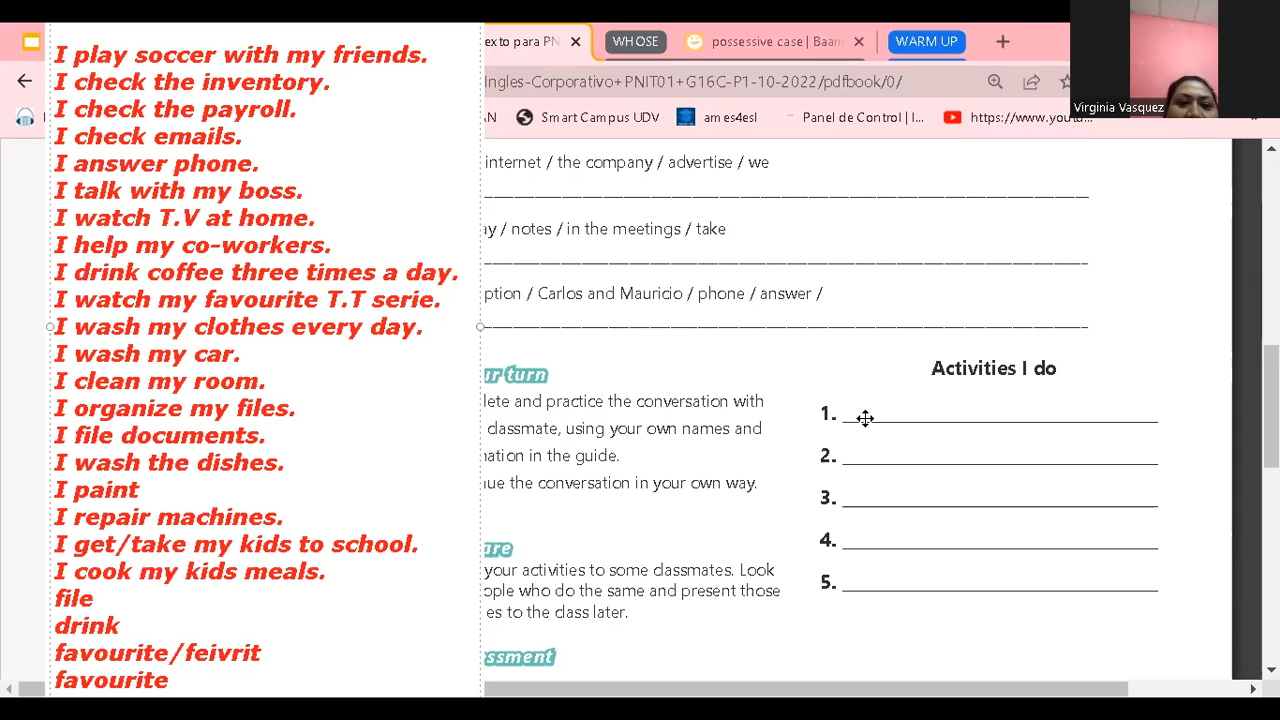 I play soccer with my friends.
I check the inventory.
I check the payroll.
I check emails.
I answer phone.
I talk with my boss.
I watch T.V at home.
I help my co-workers.
I drink coffee three times a day.
I watch my favourite T.T serie.
I wash my clothes every day.
I wash my car.
I clean my room.
I organize my files.
I file documents.
I wash the dishes.
I paint
I repair machines.
I get/take my kids to school.
I cook my kids meals.
file
drink
favourite/feivrit
favourite
exto para PN
WHOSE
possessive case | Baam
WARM UP
Ingles-Corporativo+PNIT01+G16C-P1-10-2022/pdfbook/0/
Smart Campus UDV
am es4esl
Panel de Control | I...
https://www.youtu...
Virginia Vasquez
internet / the company / advertise / we
ay / notes / in the meetings / take
ption / Carlos and Mauricio / phone / answer /
ur turn
lete and practice the conversation with
classmate, using your own names and
nation in the guide.
nue the conversation in your own way.
are
your activities to some classmates. Look
ople who do the same and present those
es to the class later.
ssment
Activities I do
1.
2.
3.
4.
5.